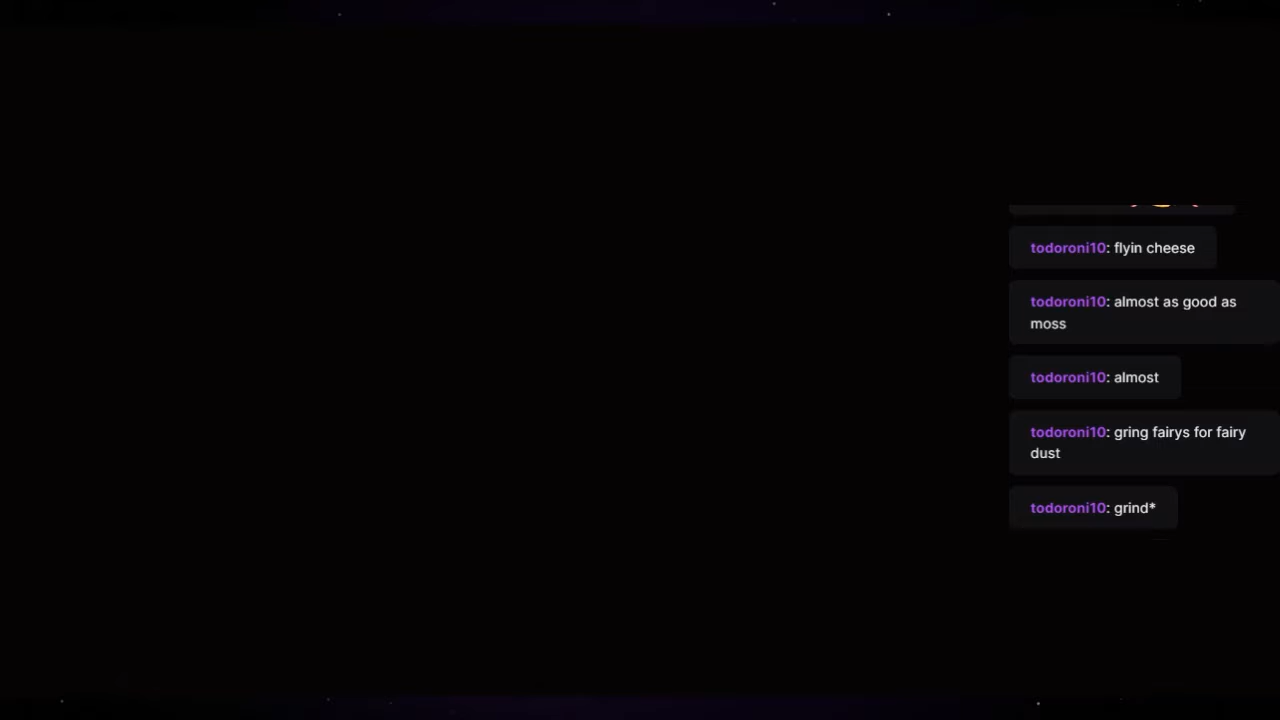 todoroni10: flyin cheese
todoroni10: almost as good as
moss
todoroni10: almost
todoroni10: gring fairys for fairy
dust
todoroni10: grind*